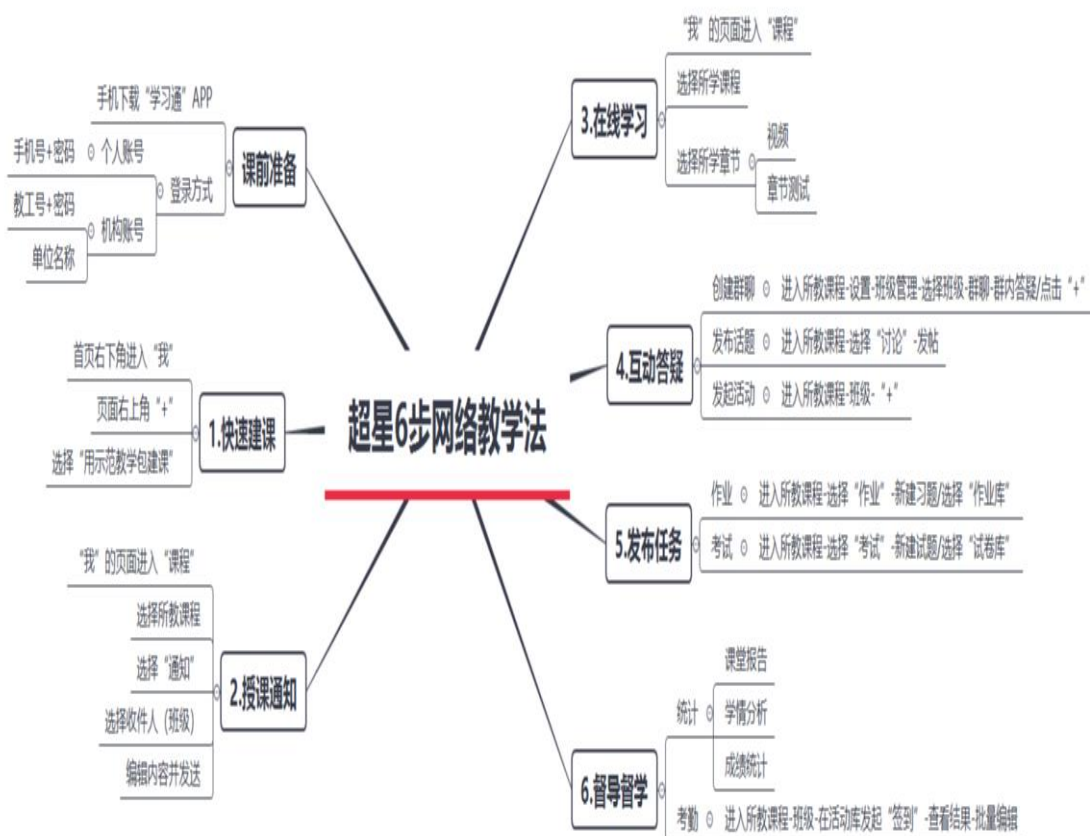 超星6步网络教学法
课前准备
手机下载“学习通”APP
登录方式
个人账号
手机号+密码
机构账号
教工号+密码
单位名称
1.快速建课
首页右下角进入“我”
页面右上角“+”
选择“用示范教学包建课”
2.授课通知
“我”的页面进入“课程”
选择所教课程
选择“通知”
选择收件人（班级）
编辑内容并发送
3.在线学习
“我”的页面进入“课程”
选择所学课程
选择所学章节
视频
章节测试
4.互动答疑
创建群聊 进入所教课程-设置-班级管理-选择班级-群聊-群内答疑/点击“+”
发布话题 进入所教课程-选择“讨论”-发帖
发起活动 进入所教课程-班级-“+”
5.发布任务
作业 进入所教课程-选择“作业”-新建习题/选择“作业库”
考试 进入所教课程-选择“考试”-新建试题/选择“试卷库”
6.督导督学
统计
课堂报告
学情分析
成绩统计
考勤 进入所教课程-班级-在活动库发起“签到”-查看结果-批量编辑